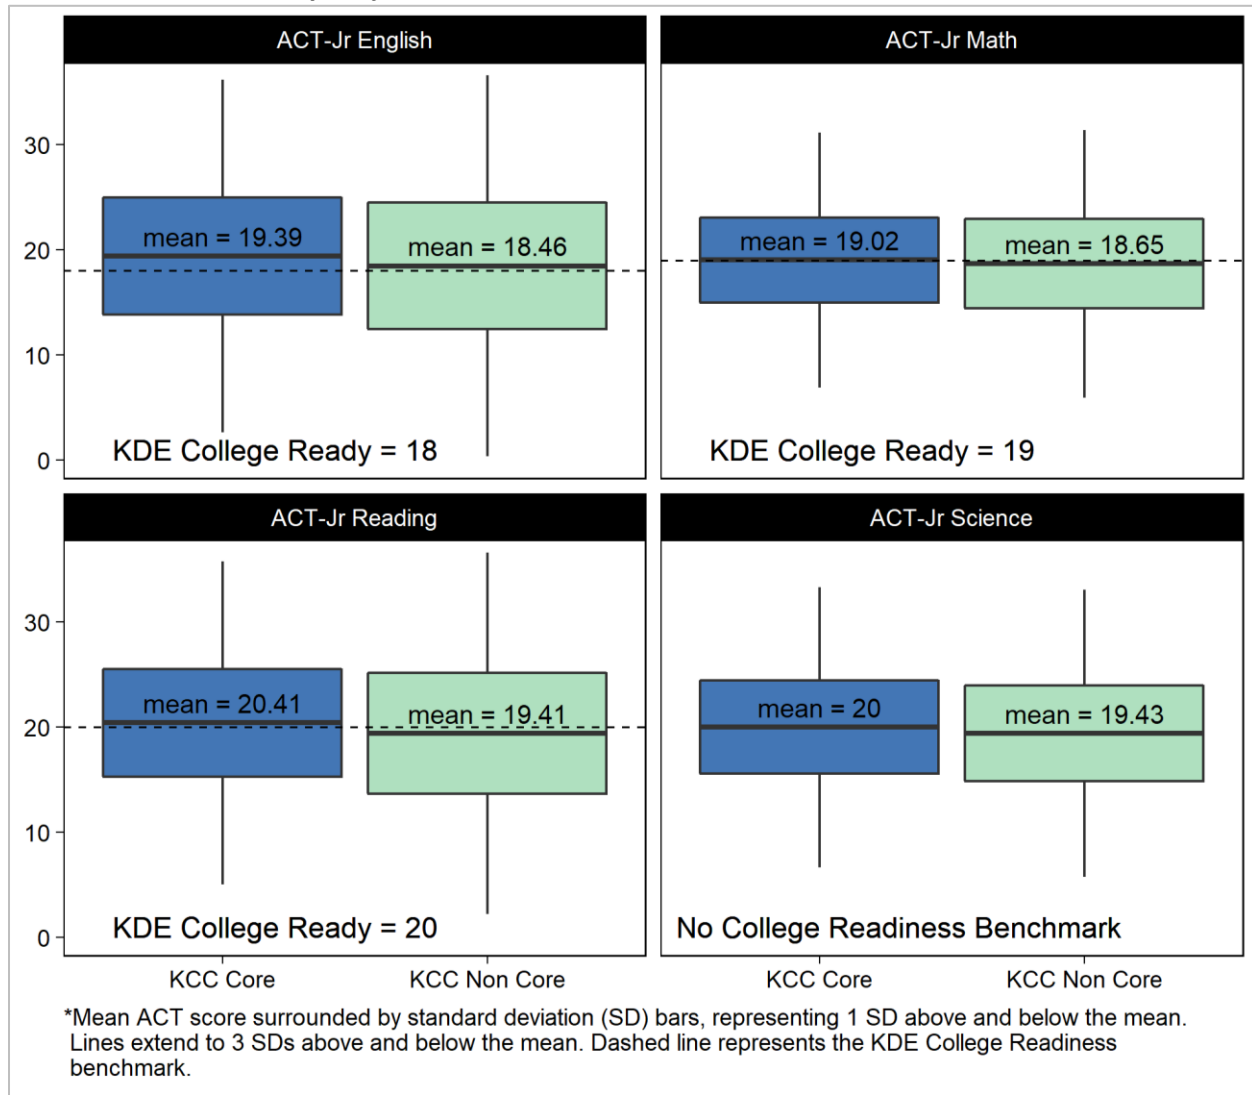 ACT-Jr English
ACT-Jr Math
30
20
10
0
mean = 19.39
mean = 18.46
KDE College Ready = 18
mean = 19.02
mean = 18.65
KDE College Ready = 19
ACT-Jr Reading
ACT-Jr Science
30
20
10
0
mean = 20.41
mean = 19.41
KDE College Ready = 20
mean = 20
mean = 19.43
No College Readiness Benchmark
KCC Core
KCC Non Core
KCC Core
KCC Non Core
*Mean ACT score surrounded by standard deviation (SD) bars, representing 1 SD above and below the mean.
Lines extend to 3 SDs above and below the mean. Dashed line represents the KDE College Readiness
benchmark.